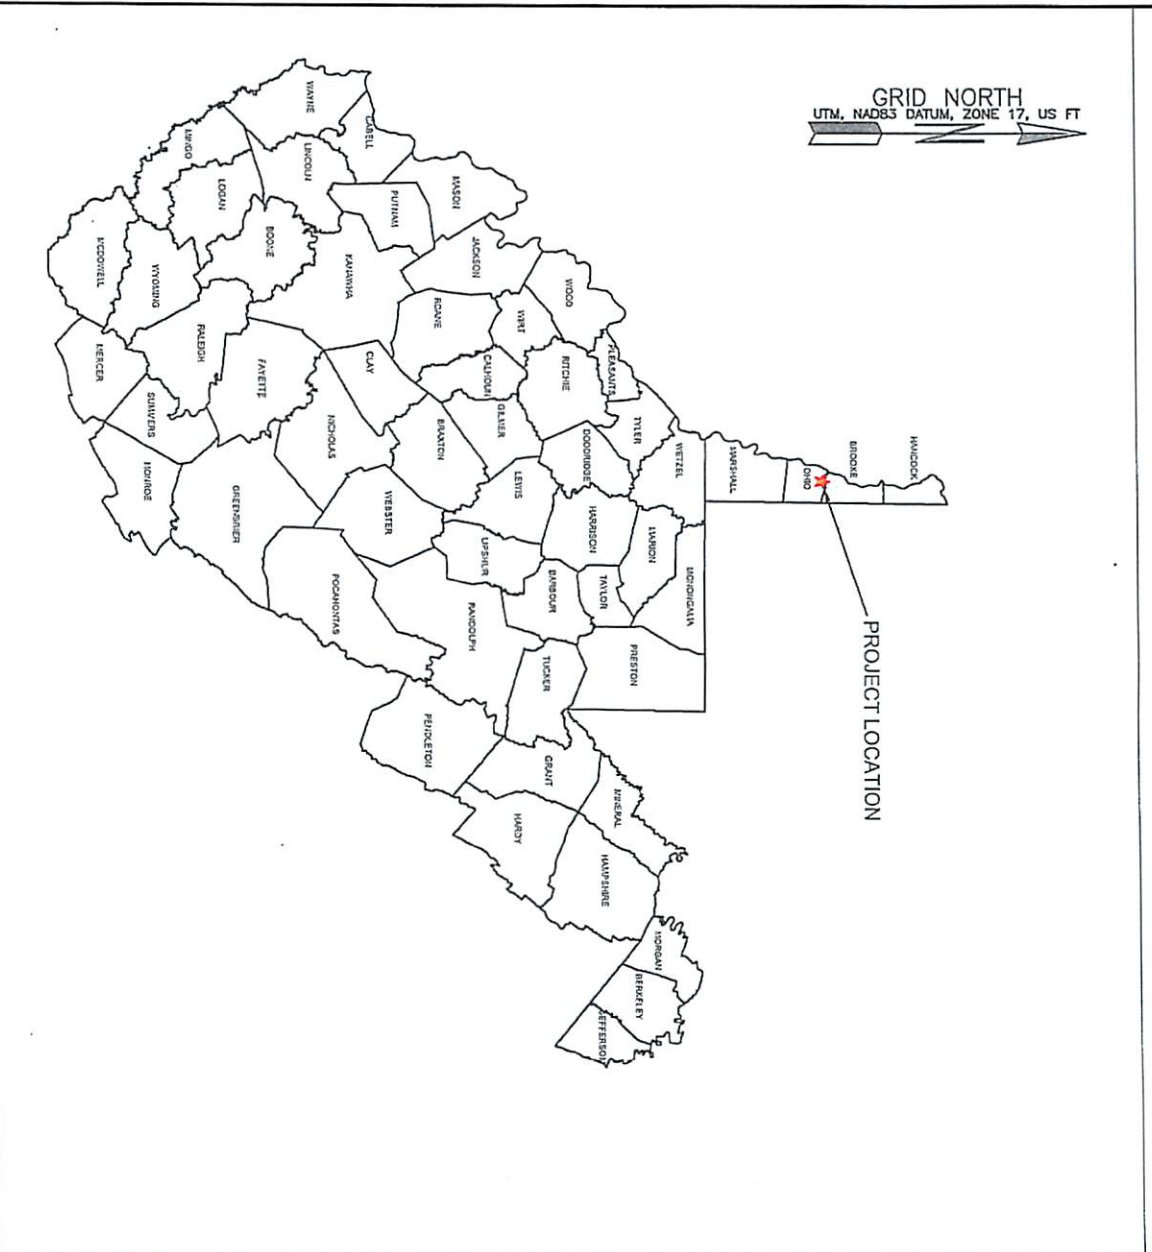 GRID NORTH
UTM, NAD83 DATUM, ZONE 17, US FT
HANCOCK
BROOKE
OHIO
MARSHALL
PROJECT LOCATION
WETZEL
MONONGALIA
MARION
TYLER
PLEASANTS
WOOD
RITCHIE
DODDRIDGE
HARRISON
TAYLOR
PRESTON
WIRT
JACKSON
MASON
ROANE
CALHOUN
GILMER
LEWIS
BARBOUR
UPSHUR
TUCKER
RANDOLPH
CABELL
PUTNAM
WAYNE
LINCOLN
KANAWHA
CLAY
BRAXTON
WEBSTER
NICHOLAS
MINGO
LOGAN
BOONE
FAYETTE
GREENBRIER
POCAHONTAS
MCDOWELL
WYOMING
RALEIGH
MERCER
SUMMERS
MONROE
PENDLETON
GRANT
MINERAL
HARDY
HAMPSHIRE
MORGAN
BERKELEY
JEFFERSON